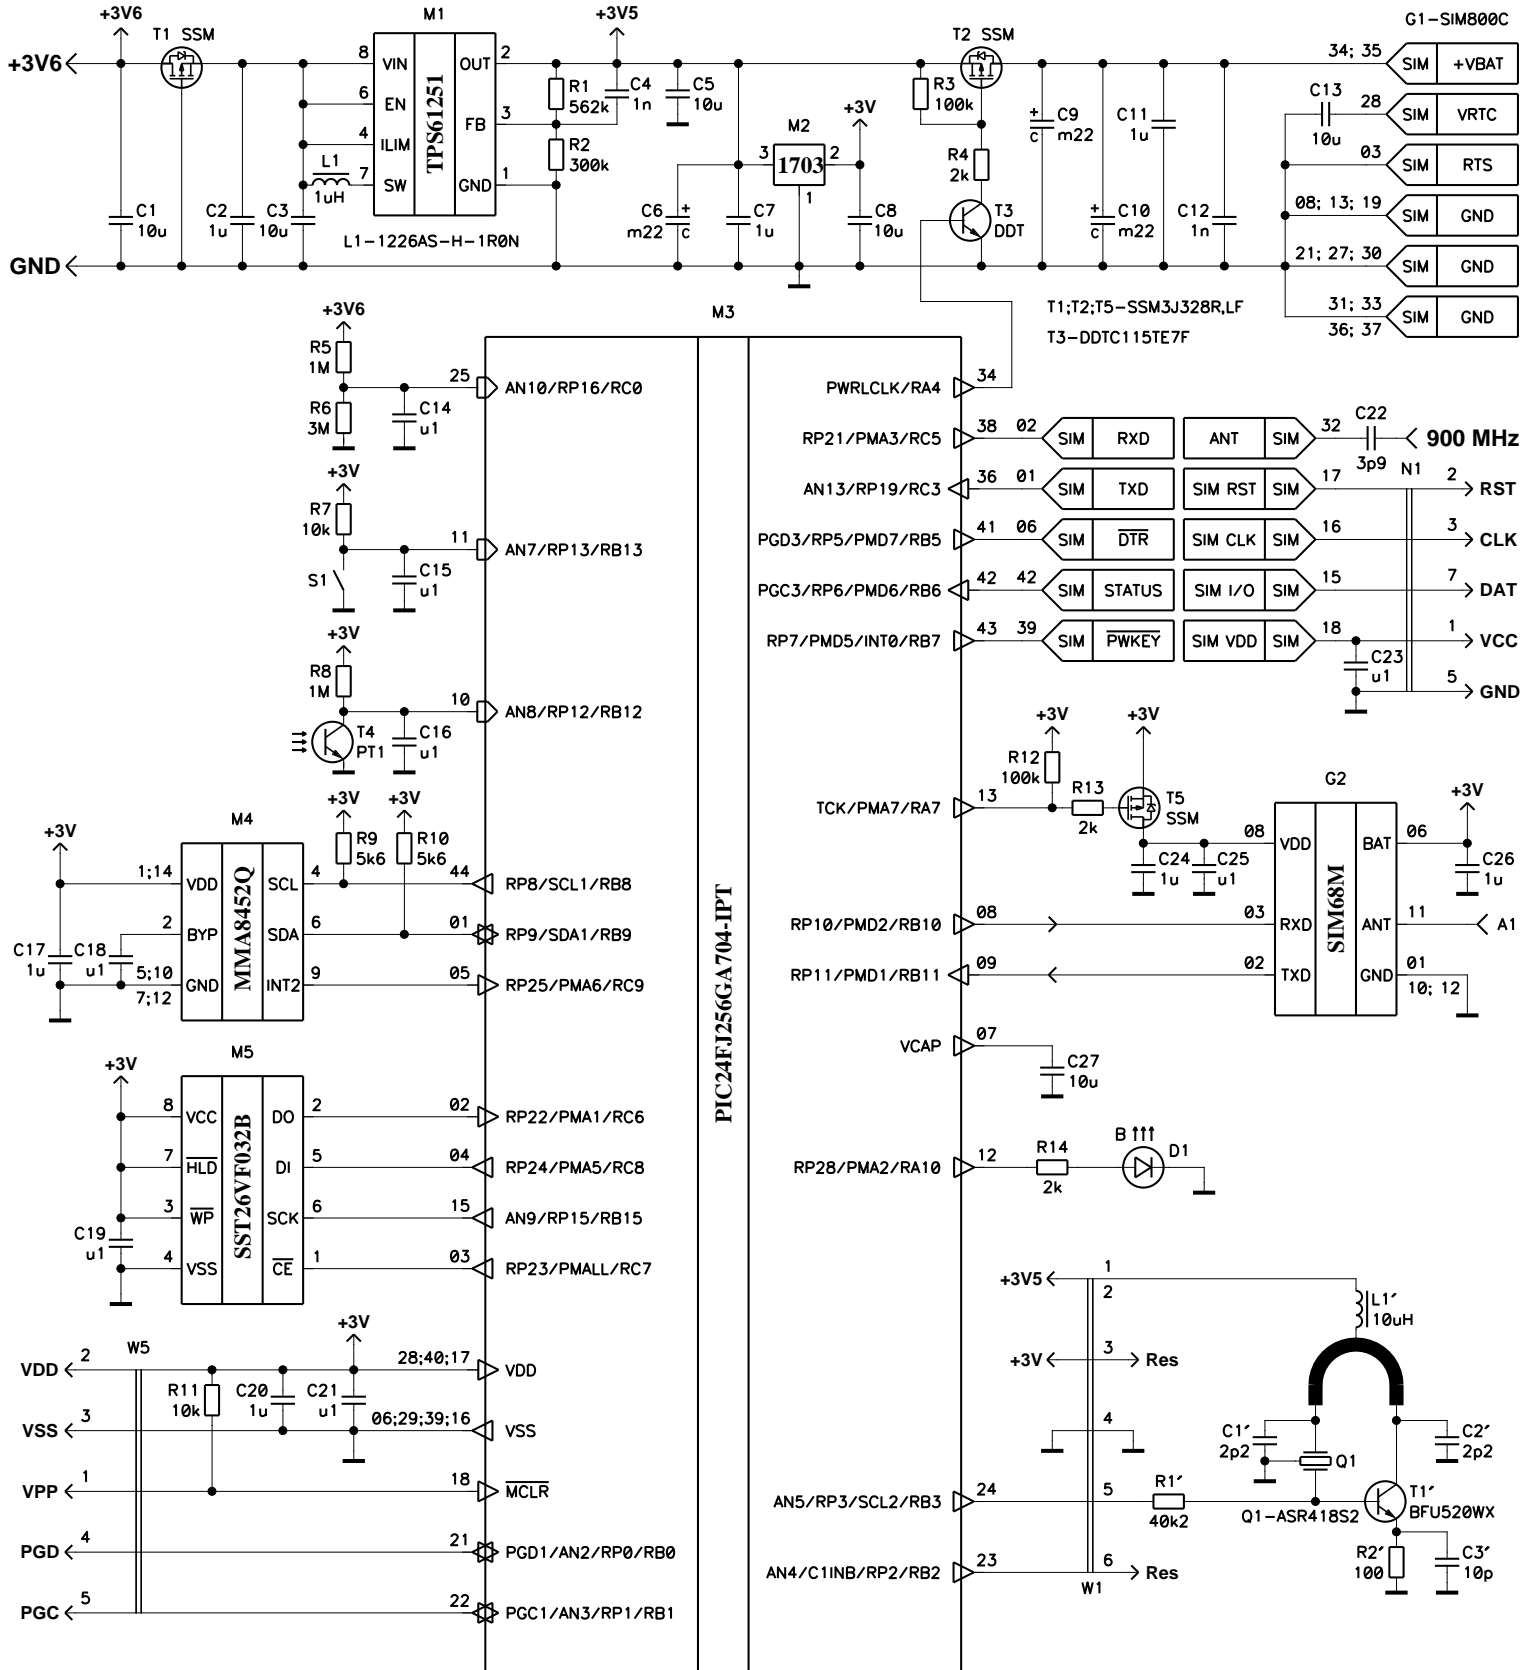 +3V6
T1 SSM
M1
+3V5
T2 SSM
G1-SIM800C
+3V6
8 VIN
OUT 2
6 EN
4 ILIM
FB 3
L1
1uH
7 SW
GND 1
TPS61251
R1
562k
C4
1n
C5
10u
R2
300k
R3
100k
M2
+3V
3
1703
2
1
R4
2k
T3
DDT
C1
10u
C2
1u
C3
10u
L1-1226AS-H-1R0N
C6
m22
+
c
C7
1u
C8
10u
+
c
C9
m22
+
c
C10
m22
C11
1u
C12
1n
GND
34; 35
SIM
+VBAT
C13
10u
28
SIM
VRTC
03
SIM
RTS
08; 13; 19
SIM
GND
21; 27; 30
SIM
GND
31; 33
36; 37
SIM
GND
T1;T2;T5-SSM3J328R,LF
T3-DDTC115TE7F
M3
PIC24FJ256GA704-IPT
+3V6
R5
1M
R6
3M
C14
u1
25
AN10/RP16/RC0
+3V
R7
10k
S1
C15
u1
11
AN7/RP13/RB13
+3V
R8
1M
T4
PT1
C16
u1
10
AN8/RP12/RB12
+3V
+3V
R9
5k6
R10
5k6
+3V
M4
MMA8452Q
1;14
VDD
SCL
4
44
RP8/SCL1/RB8
2
BYP
SDA
6
01
RP9/SDA1/RB9
C17
1u
C18
u1
5;10
7;12
GND
INT2
9
05
RP25/PMA6/RC9
+3V
M5
SST26VF032B
8
VCC
DO
2
02
RP22/PMA1/RC6
7
HLD
DI
5
04
RP24/PMA5/RC8
3
WP
SCK
6
15
AN9/RP15/RB15
C19
u1
4
VSS
CE
1
03
RP23/PMALL/RC7
+3V
W5
VDD
2
28;40;17
VDD
R11
10k
C20
1u
C21
u1
VSS
3
06;29;39;16
VSS
VPP
1
18
MCLR
PGD
4
21
PGD1/AN2/RP0/RB0
PGC
5
22
PGC1/AN3/RP1/RB1
PWRLCLK/RA4
34
RP21/PMA3/RC5
38
02
SIM
RXD
ANT
SIM
32
C22
3p9
900 MHz
N1
AN13/RP19/RC3
36
01
SIM
TXD
SIM RST
SIM
17
2
RST
PGD3/RP5/PMD7/RB5
41
06
SIM
DTR
SIM CLK
SIM
16
3
CLK
PGC3/RP6/PMD6/RB6
42
42
SIM
STATUS
SIM I/O
SIM
15
7
DAT
RP7/PMD5/INT0/RB7
43
39
SIM
PWKEY
SIM VDD
SIM
18
1
VCC
C23
u1
5
GND
+3V
+3V
R12
100k
TCK/PMA7/RA7
13
R13
2k
T5
SSM
C24
1u
C25
u1
G2
SIM68M
08
VDD
BAT
06
+3V
C26
1u
RP10/PMD2/RB10
08
03
RXD
ANT
11
A1
RP11/PMD1/RB11
09
02
TXD
GND
01
10; 12
VCAP
07
C27
10u
RP28/PMA2/RA10
12
R14
2k
B
D1
+3V5
1
2
L1′
10uH
+3V
3
Res
4
C1′
2p2
Q1
C2′
2p2
AN5/RP3/SCL2/RB3
24
5
R1′
40k2
Q1-ASR418S2
T1′
BFU520WX
AN4/C1INB/RP2/RB2
23
6
Res
W1
R2′
100
C3′
10p